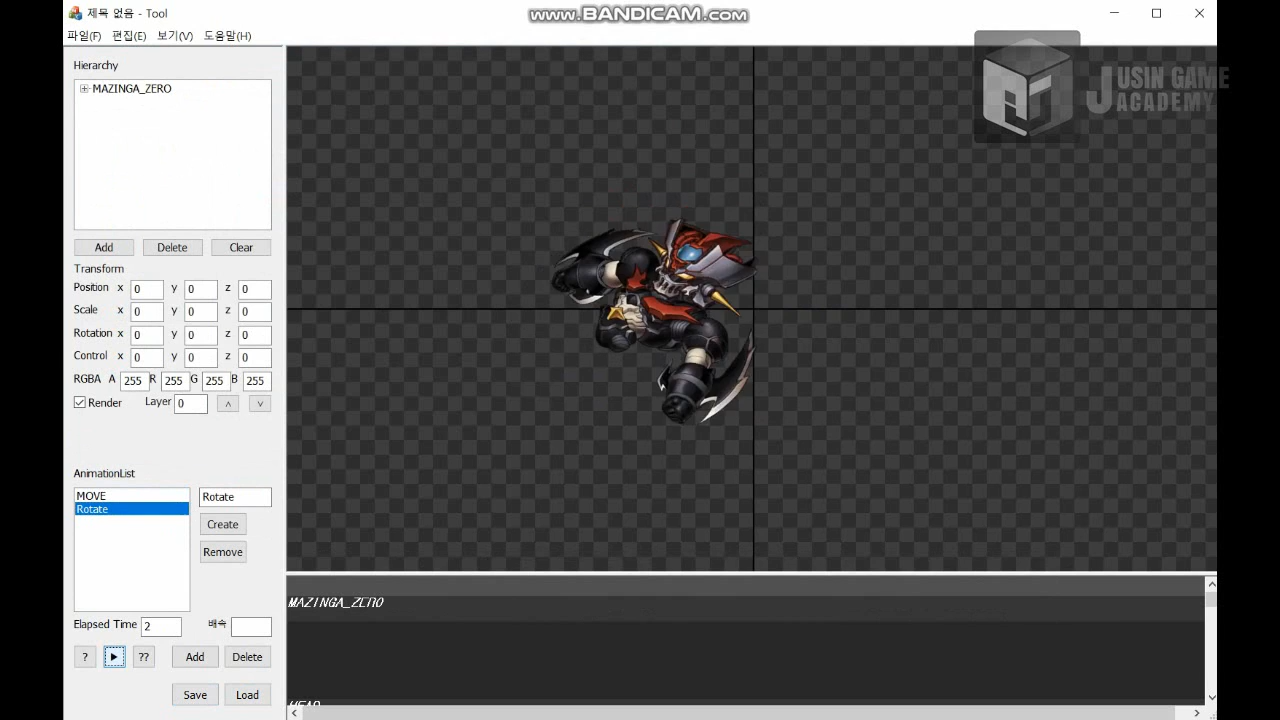 제목 없음 - Tool
www.BANDICAM.com
파일(F) 편집(E) 보기(V) 도움말(H)
JUSIN GAME
ACADEMY
Hierarchy
MAZINGA_ZERO
Add Delete Clear
Transform
Position x 0 y 0 z 0
Scale x 0 y 0 z 0
Rotation x 0 y 0 z 0
Control x 0 y 0 z 0
RGBA A 255 R 255 G 255 B 255
Render Layer 0
AnimationList
MOVE
Rotate
Rotate
Create
Remove
Elapsed Time 2 배속
? ?? Add Delete
Save Load
MAZINGA_ZERO
HEAD